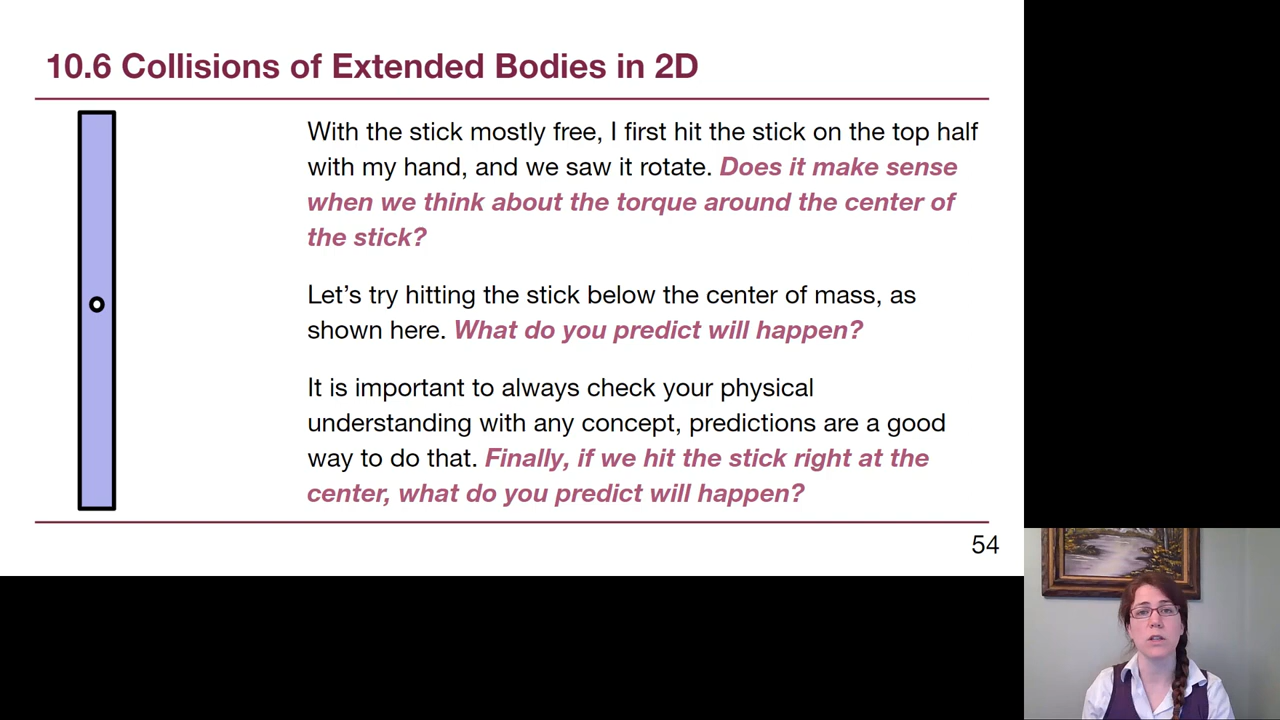 10.6 Collisions of Extended Bodies in 2D
With the stick mostly free, I first hit the stick on the top half
with my hand, and we saw it rotate. Does it make sense
when we think about the torque around the center of
the stick?
Let’s try hitting the stick below the center of mass, as
shown here. What do you predict will happen?
It is important to always check your physical
understanding with any concept, predictions are a good
way to do that. Finally, if we hit the stick right at the
center, what do you predict will happen?
54